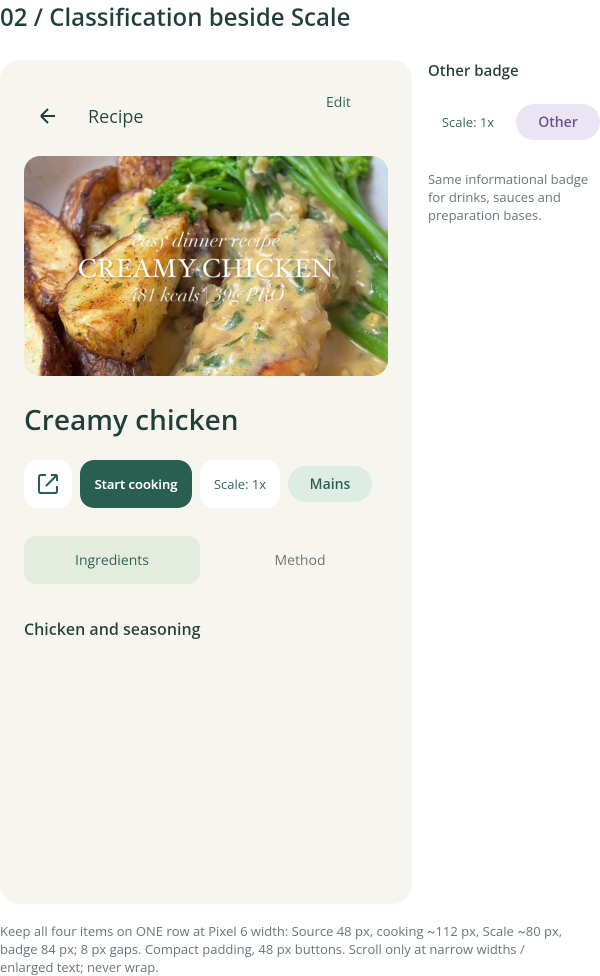 02 / Classification beside Scale
Edit
Recipe
easy dinner recipe
CREAMY CHICKEN
481 kcals | 39g PRO
Creamy chicken
Start cooking
Scale: 1x
Mains
Ingredients
Method
Chicken and seasoning
Other badge
Scale: 1x
Other
Same informational badge
for drinks, sauces and
preparation bases.
Keep all four items on ONE row at Pixel 6 width: Source 48 px, cooking ~112 px, Scale ~80 px,
badge 84 px; 8 px gaps. Compact padding, 48 px buttons. Scroll only at narrow widths /
enlarged text; never wrap.